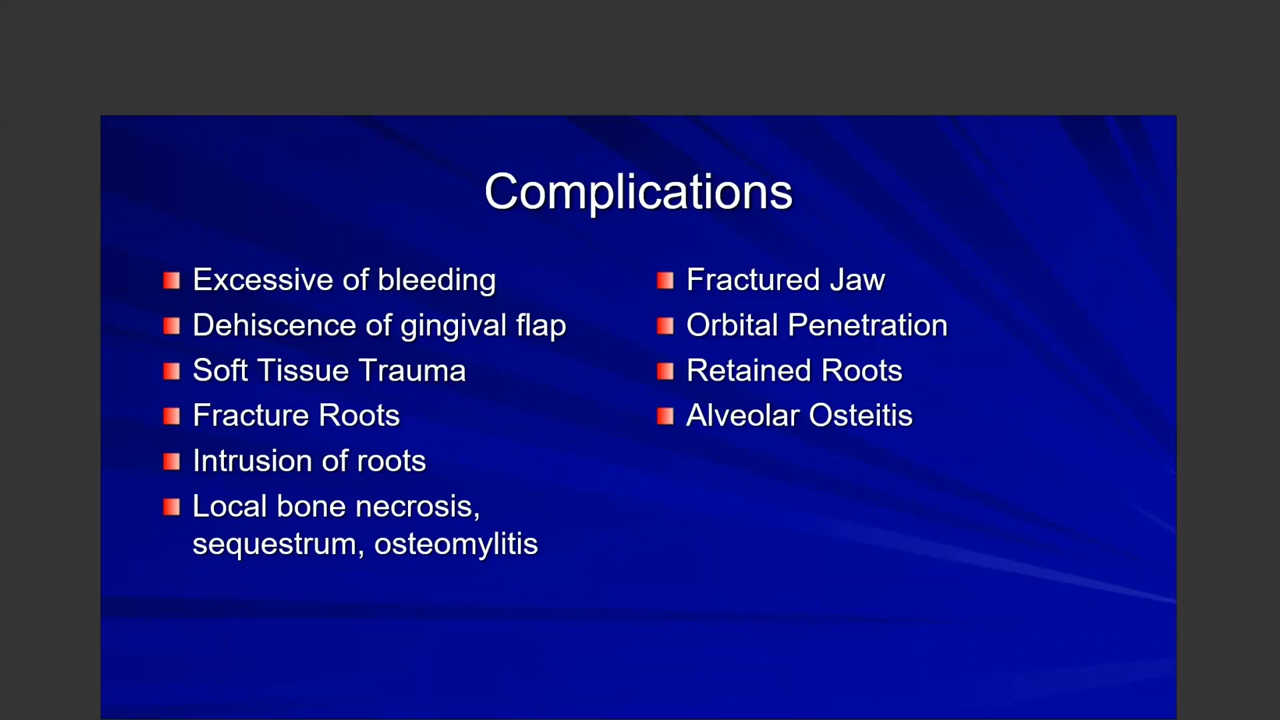 Complications
Excessive of bleeding
Dehiscence of gingival flap
Soft Tissue Trauma
Fracture Roots
Intrusion of roots
Local bone necrosis,
sequestrum, osteomylitis
Fractured Jaw
Orbital Penetration
Retained Roots
Alveolar Osteitis